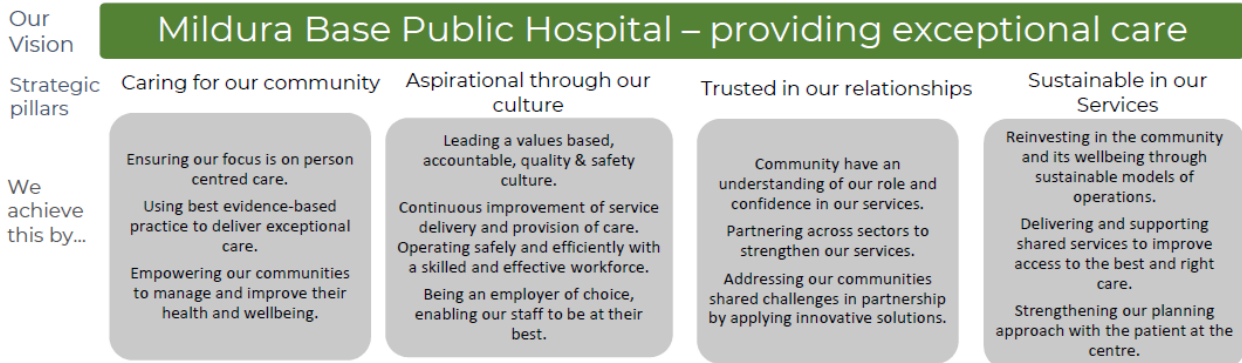 Our
Vision
Mildura Base Public Hospital – providing exceptional care
Strategic
pillars
Caring for our community
Aspirational through our
culture
Trusted in our relationships
Sustainable in our
Services
We
achieve
this by...
Ensuring our focus is on person
centred care.
Using best evidence-based
practice to deliver exceptional
care.
Empowering our communities
to manage and improve their
health and wellbeing.
Leading a values based,
accountable, quality & safety
culture.
Continuous improvement of service
delivery and provision of care.
Operating safely and efficiently with
a skilled and effective workforce.
Being an employer of choice,
enabling our staff to be at their
best.
Community have an
understanding of our role and
confidence in our services.
Partnering across sectors to
strengthen our services.
Addressing our communities
shared challenges in partnership
by applying innovative solutions.
Reinvesting in the community
and its wellbeing through
sustainable models of
operations.
Delivering and supporting
shared services to improve
access to the best and right
care.
Strengthening our planning
approach with the patient at the
centre.